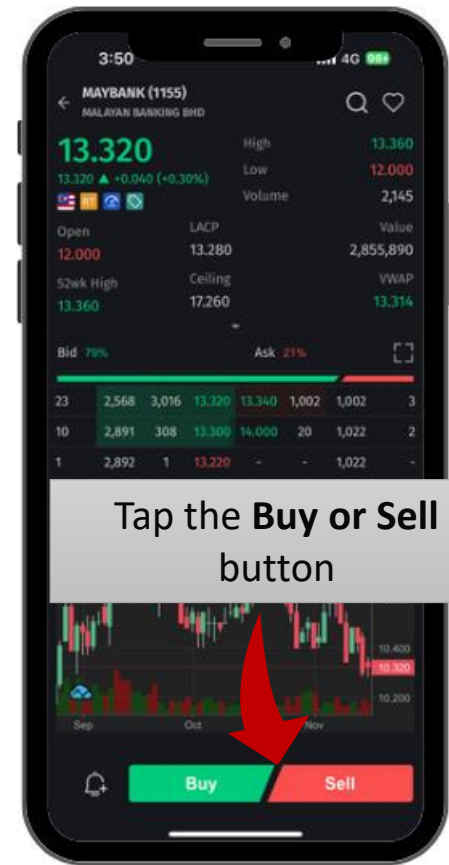 3:50 4G 98+
MAYBANK (1155)
MALAYAN BANKING BHD
13.320 High 13.360
13.320 ▲ +0.040 (+0.30%) Low 12.000
RT Volume 2,145
Open LACP Value
12.000 13.280 2,855,890
52wk High Ceiling VWAP
13.360 17.260 13.314
Bid 79% Ask 21%
23 2,568 3,016 13.320 13.340 1,002 1,002 3
10 2,891 308 13.300 14.000 20 1,022 2
1 2,892 1 13.220 - - 1,022 -
Tap the Buy or Sell
button
10.400
10.320
10.200
Sep Oct Nov
Buy Sell